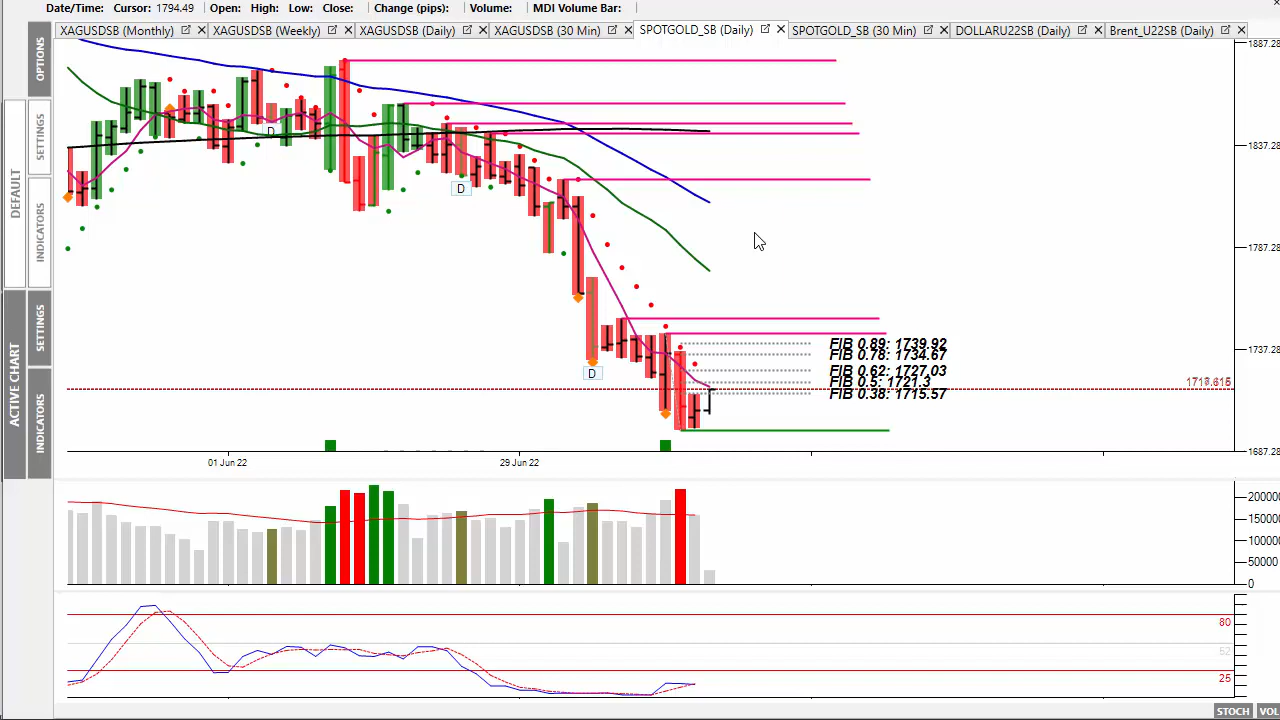 Date/Time: Cursor: 1794.49 Open: High: Low: Close: Change (pips): Volume: MDI Volume Bar:
XAGUSDSB (Monthly) XAGUSDSB (Weekly) XAGUSDSB (Daily) XAGUSDSB (30 Min) SPOTGOLD_SB (Daily) SPOTGOLD_SB (30 Min) DOLLARU22SB (Daily) Brent_U22SB (Daily)
OPTIONS
SETTINGS
DEFAULT
INDICATORS
SETTINGS
ACTIVE CHART
INDICATORS
1887.28
1837.28
1787.28
1737.28
1687.28
D
D
D
FIB 0.89: 1739.92
FIB 0.78: 1734.67
FIB 0.62: 1727.03
FIB 0.5: 1721.3
FIB 0.38: 1715.57
01 Jun 22 29 Jun 22
200000
150000
100000
50000
0
80
52
25
STOCH VOL